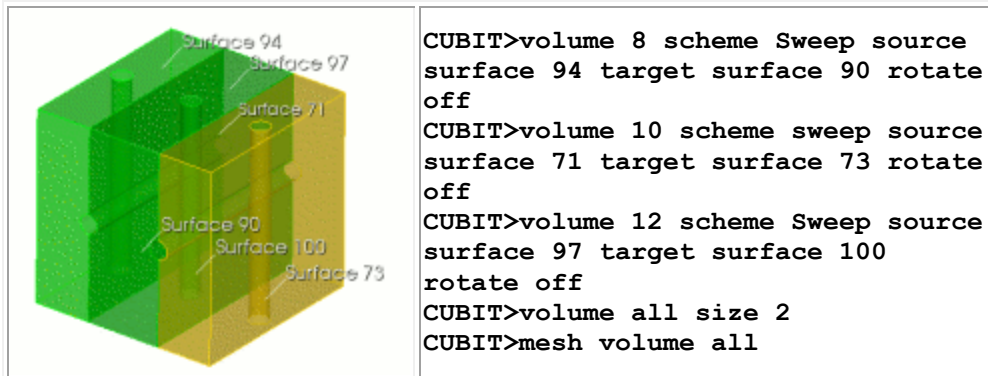 Surface 94
Surface 97
Surface 71
Surface 90
Surface 100
Surface 73
CUBIT>volume 8 scheme Sweep source
surface 94 target surface 90 rotate
off
CUBIT>volume 10 scheme sweep source
surface 71 target surface 73 rotate
off
CUBIT>volume 12 scheme Sweep source
surface 97 target surface 100
rotate off
CUBIT>volume all size 2
CUBIT>mesh volume all